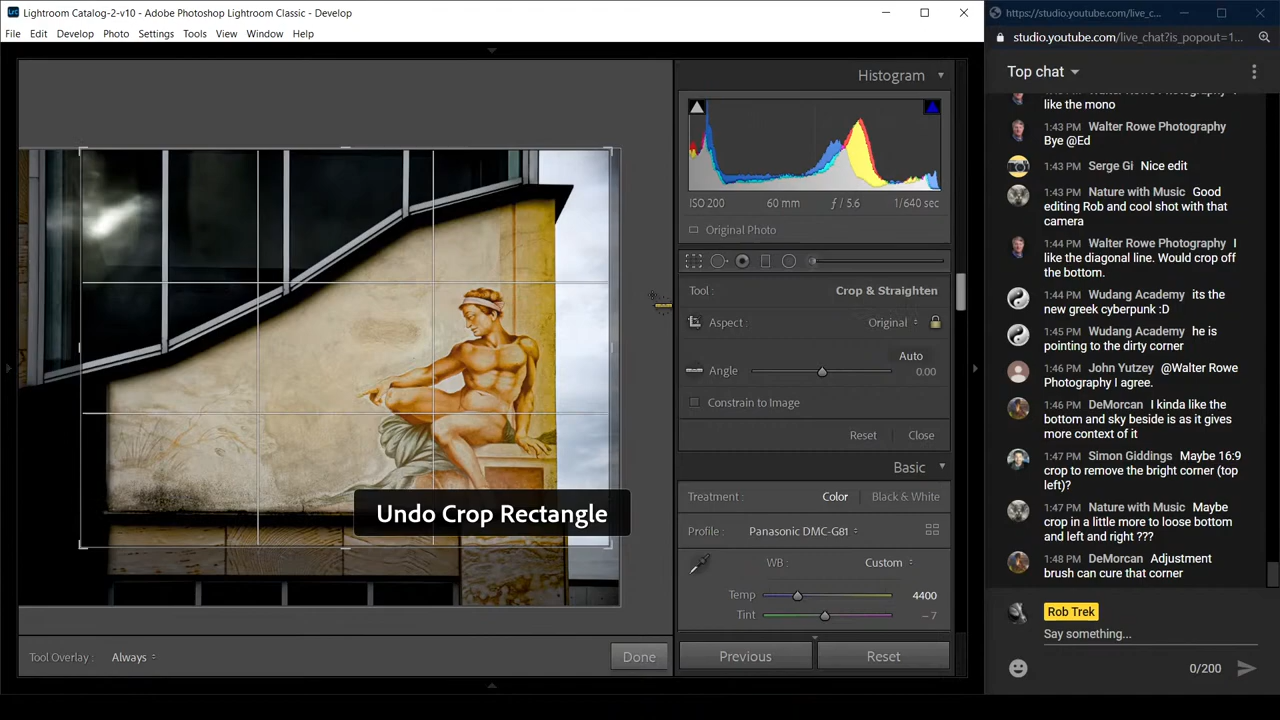 Lightroom Catalog-2-v10 - Adobe Photoshop Lightroom Classic - Develop
File Edit Develop Photo Settings Tools View Window Help
Histogram
ISO 200 60 mm ƒ / 5.6 1/640 sec
Original Photo
Tool : Crop & Straighten
Aspect : Original
Auto
Angle 0.00
Constrain to Image
Reset Close
Basic
Treatment : Color Black & White
Profile : Panasonic DMC-G81
WB : Custom
Temp 4400
Tint – 7
Previous Reset
Undo Crop Rectangle
Tool Overlay : Always
Done
https://studio.youtube.com/live_c...
studio.youtube.com/live_chat?is_popout=1...
Top chat
like the mono
1:43 PM Walter Rowe Photography
Bye @Ed
1:43 PM Serge Gi Nice edit
1:43 PM Nature with Music Good
editing Rob and cool shot with that
camera
1:44 PM Walter Rowe Photography I
like the diagonal line. Would crop off
the bottom.
1:44 PM Wudang Academy its the
new greek cyberpunk :D
1:45 PM Wudang Academy he is
pointing to the dirty corner
1:46 PM John Yutzey @Walter Rowe
Photography I agree.
1:46 PM DeMorcan I kinda like the
bottom and sky beside is as it gives
more context of it
1:47 PM Simon Giddings Maybe 16:9
crop to remove the bright corner (top
left)?
1:47 PM Nature with Music Maybe
crop in a little more to loose bottom
and left and right ???
1:48 PM DeMorcan Adjustment
brush can cure that corner
Rob Trek
Say something...
0/200